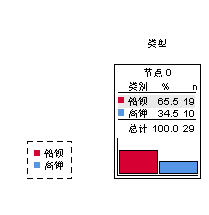 类型
节点 0
类别 % n
铅钡 65.5 19
高钾 34.5 10
总计 100.0 29
铅钡
高钾